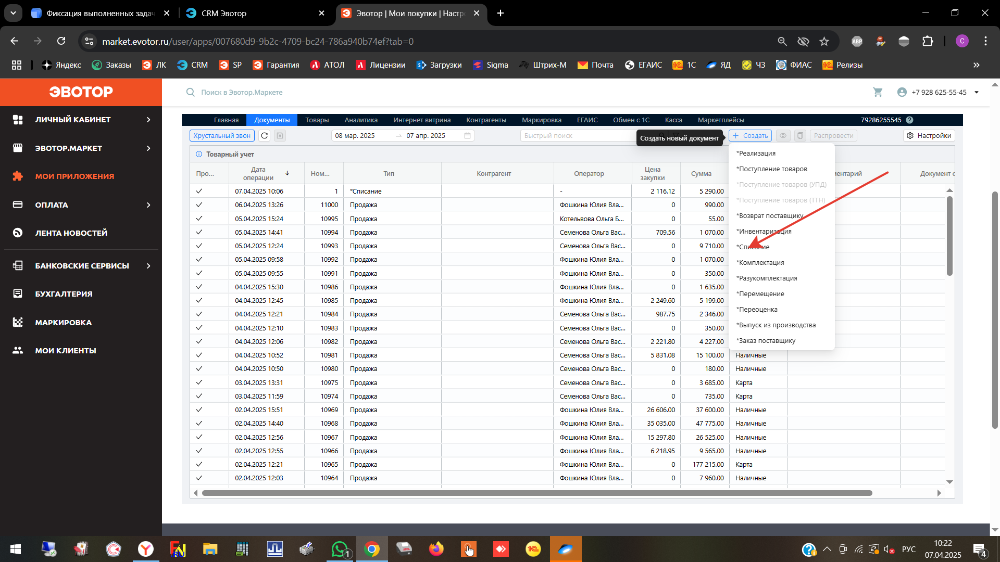 Фиксация выполненных зада
CRM Эвотор
Эвотор | Мои покупки | Настро
market.evotor.ru/user/apps/007680d9-9b2c-4709-bc24-786a940b74ef?tab=0
ABP
C
Яндекс
Заказы
ЛК
CRM
SP
Гарантия
АТОЛ
Лицензии
Загрузки
Sigma
Штрих-М
Почта
ЕГАИС
1С
ЯД
ЧЗ
ФИАС
Релизы
ЭВОТОР
Поиск в Эвотор.Маркете
+7 928 625-55-45
ЛИЧНЫЙ КАБИНЕТ
ЭВОТОР.МАРКЕТ
МОИ ПРИЛОЖЕНИЯ
ОПЛАТА
ЛЕНТА НОВОСТЕЙ
БАНКОВСКИЕ СЕРВИСЫ
БУХГАЛТЕРИЯ
МАРКИРОВКА
МОИ КЛИЕНТЫ
Главная Документы Товары Аналитика Интернет витрина Контрагенты Маркировка ЕГАИС Обмен с 1С Касса Маркетплейсы 79286255545
Хрустальный звон 08 мар. 2025 07 апр. 2025 Быстрый поиск Создать новый документ + Создать Распровести Настройки
Товарный учет
Про... Дата операции Ном... Тип Контрагент Оператор Цена закупки Сумма ентарий Документ о
07.04.2025 10:06 1 *Списание - 2 116.12 5 290.00
06.04.2025 13:26 11000 Продажа Фошкина Юлия Вла... 0 990.00
05.04.2025 15:24 10995 Продажа Котельвова Ольга Б... 0 55.00
05.04.2025 14:41 10994 Продажа Семенова Ольга Вас... 709.56 1 070.00
05.04.2025 12:24 10993 Продажа Семенова Ольга Вас... 0 9 710.00
05.04.2025 09:58 10992 Продажа Фошкина Юлия Вла... 0 1 070.00
05.04.2025 09:55 10991 Продажа Фошкина Юлия Вла... 0 350.00
04.04.2025 15:30 10986 Продажа Фошкина Юлия Вла... 0 1 635.00
04.04.2025 12:45 10985 Продажа Фошкина Юлия Вла... 2 249.60 5 199.00
04.04.2025 12:21 10984 Продажа Семенова Ольга Вас... 987.75 2 346.00
04.04.2025 12:10 10983 Продажа Семенова Ольга Вас... 0 350.00
04.04.2025 12:06 10982 Продажа Семенова Ольга Вас... 2 221.80 4 227.00
04.04.2025 10:52 10981 Продажа Семенова Ольга Вас... 5 831.08 15 100.00 Наличные
04.04.2025 10:50 10980 Продажа Семенова Ольга Вас... 0 180.00 Наличные
03.04.2025 13:31 10975 Продажа Семенова Ольга Вас... 0 3 685.00 Карта
03.04.2025 11:59 10974 Продажа Семенова Ольга Вас... 0 735.00 Карта
02.04.2025 15:51 10969 Продажа Фошкина Юлия Вла... 26 606.00 37 600.00 Наличные
02.04.2025 14:40 10968 Продажа Фошкина Юлия Вла... 35 035.00 47 775.00 Наличные
02.04.2025 12:56 10967 Продажа Фошкина Юлия Вла... 15 297.80 26 525.00 Наличные
02.04.2025 12:55 10966 Продажа Фошкина Юлия Вла... 6 218.95 9 565.00 Наличные
02.04.2025 12:21 10965 Продажа Фошкина Юлия Вла... 0 177 215.00 Карта
02.04.2025 12:03 10964 Продажа Фошкина Юлия Вла... 0 7 960.00 Наличные
*Реализация
*Поступление товаров
*Поступление товаров (УПД)
*Поступление товаров (ТТН)
*Возврат поставщику
*Инвентаризация
*Списание
*Комплектация
*Разукомплектация
*Перемещение
*Переоценка
*Выпуск из производства
*Заказ поставщику
1
РУС
10:22
07.04.2025
4